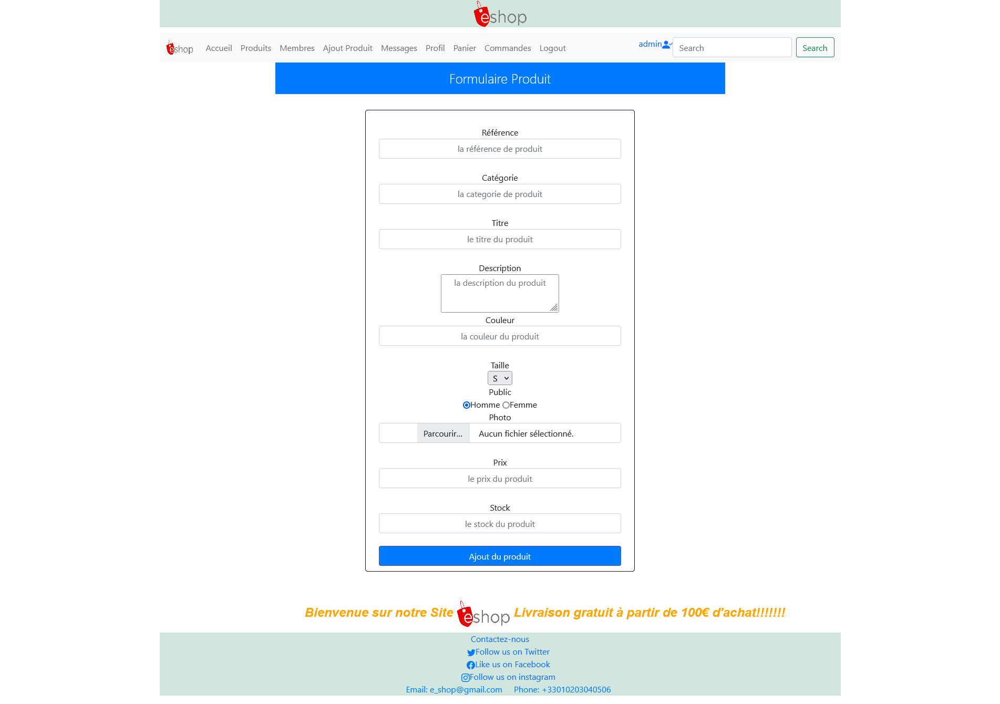 eshop
eshop Accueil Produits Membres Ajout Produit Messages Profil Panier Commandes Logout admin Search Search
Formulaire Produit
Référence
la référence de produit
Catégorie
la categorie de produit
Titre
le titre du produit
Description
la description du produit
Couleur
la couleur du produit
Taille
S
Public
Homme Femme
Photo
Parcourir... Aucun fichier sélectionné.
Prix
le prix du produit
Stock
le stock du produit
Ajout du produit
Bienvenue sur notre Site eshop Livraison gratuit à partir de 100€ d'achat!!!!!!!
Contactez-nous
Follow us on Twitter
Like us on Facebook
Follow us on instagram
Email: e_shop@gmail.com Phone: +33010203040506